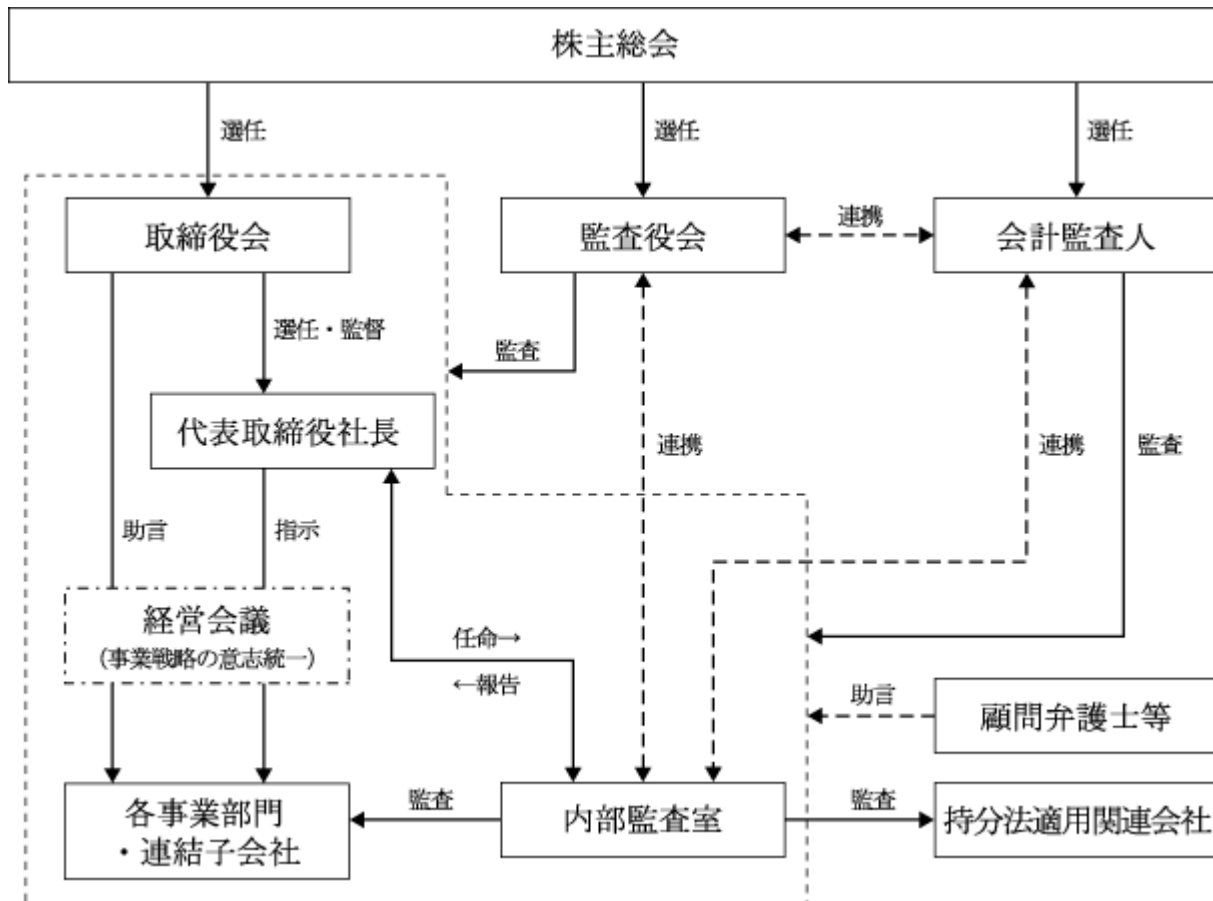 株主総会
選任
選任
選任
取締役会
監査役会
連携
会計監査人
選任・監督
監査
代表取締役社長
連携
連携
監査
助言
指示
経営会議
（事業戦略の意志統一）
任命→
←報告
助言
顧問弁護士等
各事業部門
・連結子会社
監査
内部監査室
監査
持分法適用関連会社